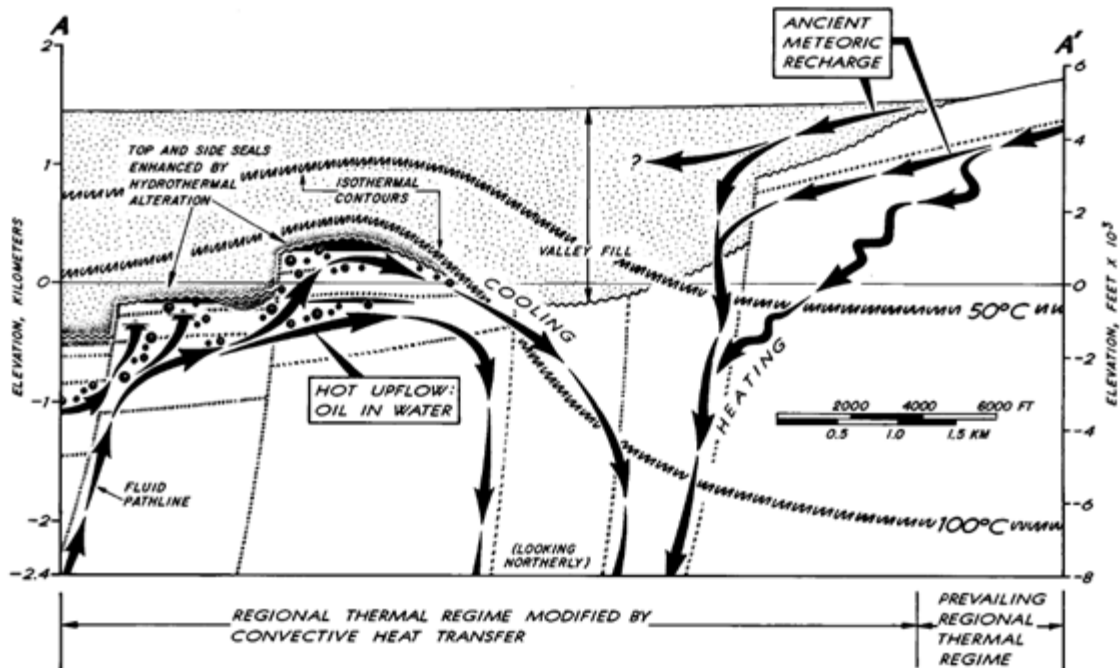 A
A'
ANCIENT
METEORIC
RECHARGE
2
1
0
-1
-2
-2.4
ELEVATION, KILOMETERS
6
4
2
0
-2
-4
-6
-8
ELEVATION, FEET X 10³
TOP AND SIDE SEALS
ENHANCED BY
HYDROTHERMAL
ALTERATION
ISOTHERMAL
CONTOURS
?
VALLEY FILL
COOLING
HEATING
50°C
HOT UPFLOW:
OIL IN WATER
2000 4000 6000 FT
0.5 1.0 1.5 KM
FLUID
PATHLINE
100°C
(LOOKING
NORTHERLY)
REGIONAL THERMAL REGIME MODIFIED BY
CONVECTIVE HEAT TRANSFER
PREVAILING
REGIONAL
THERMAL
REGIME